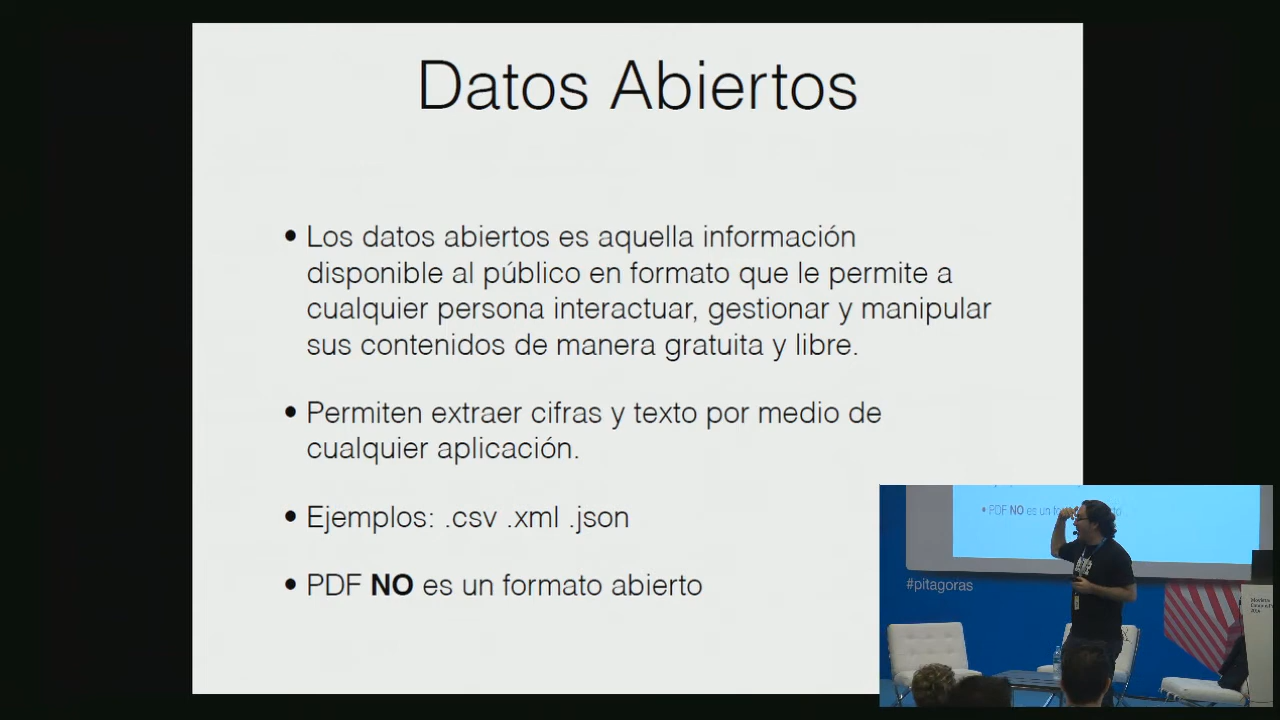 Datos Abiertos
• Los datos abiertos es aquella información
disponible al público en formato que le permite a
cualquier persona interactuar, gestionar y manipular
sus contenidos de manera gratuita y libre.
• Permiten extraer cifras y texto por medio de
cualquier aplicación.
• Ejemplos: .csv .xml .json
• PDF NO es un formato abierto
• PDF NO es un
#pitagoras